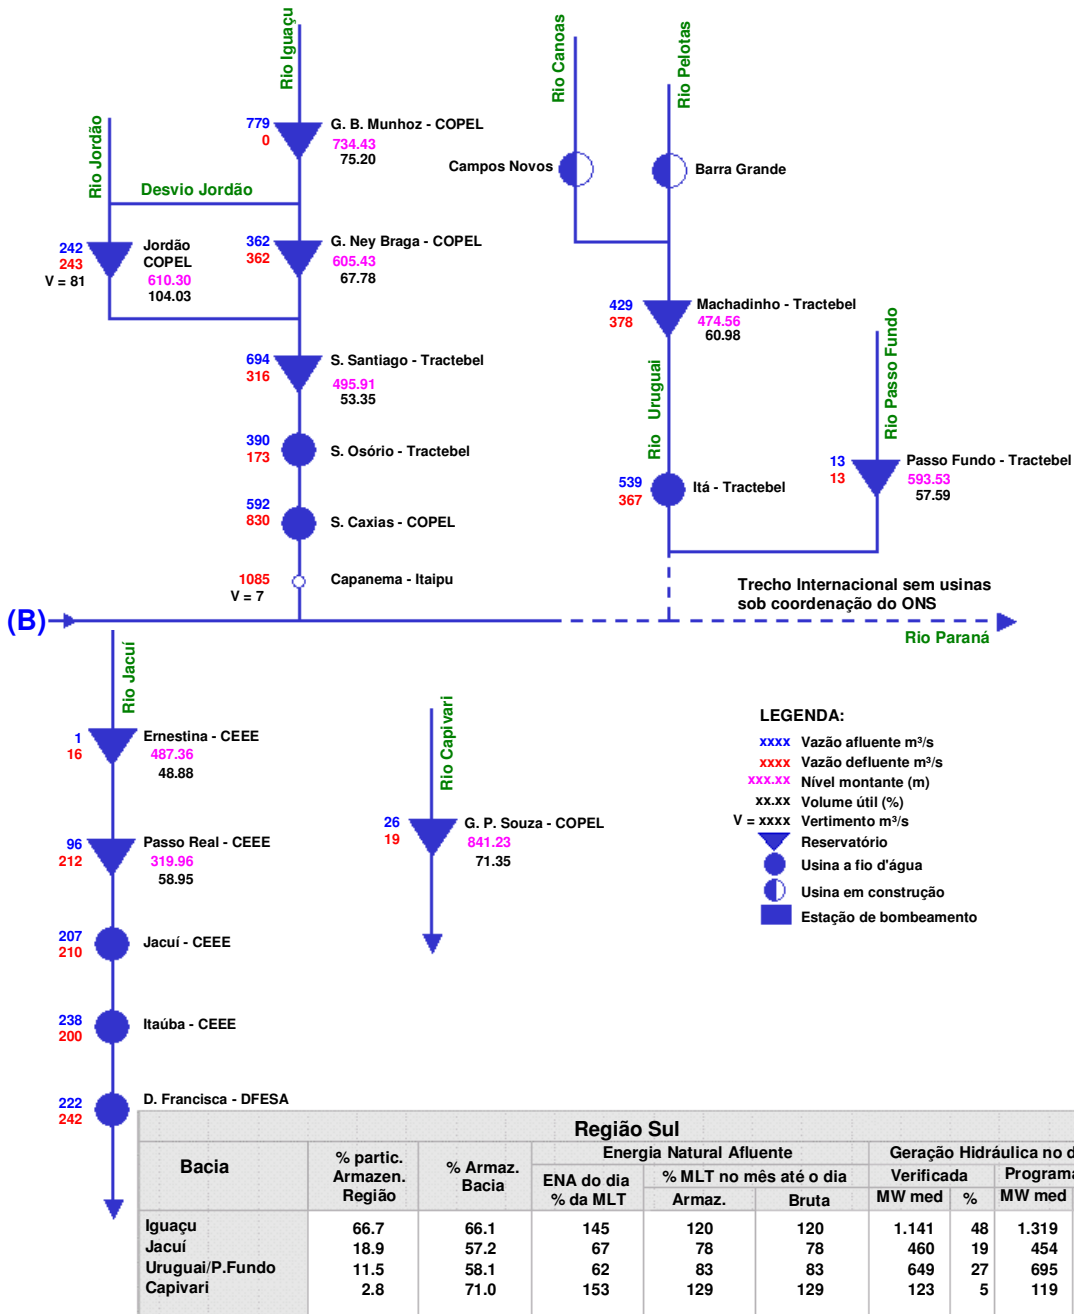 Rio Iguaçu
Rio Canoas
Rio Pelotas
Rio Jordão
779
0
G. B. Munhoz - COPEL
734.43
75.20
Campos Novos
Barra Grande
Desvio Jordão
242
243
V = 81
Jordão
COPEL
610.30
104.03
362
362
G. Ney Braga - COPEL
605.43
67.78
429
378
Machadinho - Tractebel
474.56
60.98
694
316
S. Santiago - Tractebel
495.91
53.35
Rio Uruguai
Rio Passo Fundo
390
173
S. Osório - Tractebel
13
13
Passo Fundo - Tractebel
593.53
57.59
539
367
Itá - Tractebel
592
830
S. Caxias - COPEL
1085
V = 7
Capanema - Itaipu
Trecho Internacional sem usinas
sob coordenação do ONS
(B)
Rio Paraná
Rio Jacuí
Rio Capivari
1
16
Ernestina - CEEE
487.36
48.88
96
212
Passo Real - CEEE
319.96
58.95
26
19
G. P. Souza - COPEL
841.23
71.35
207
210
Jacuí - CEEE
238
200
Itaúba - CEEE
222
242
D. Francisca - DFESA
LEGENDA:
xxxx Vazão afluente m³/s
xxxx Vazão defluente m³/s
xxx.xx Nível montante (m)
xx.xx Volume útil (%)
V = xxxx Vertimento m³/s
Reservatório
Usina a fio d'água
Usina em construção
Estação de bombeamento
Região Sul
Bacia
% partic.
Armazen.
Região
% Armaz.
Bacia
Energia Natural Afluente
ENA do dia
% da MLT
% MLT no mês até o dia
Armaz. Bruta
Geração Hidráulica no d
Verificada Programa
MW med % MW med
Iguaçu 66.7 66.1 145 120 120 1.141 48 1.319
Jacuí 18.9 57.2 67 78 78 460 19 454
Uruguai/P.Fundo 11.5 58.1 62 83 83 649 27 695
Capivari 2.8 71.0 153 129 129 123 5 119